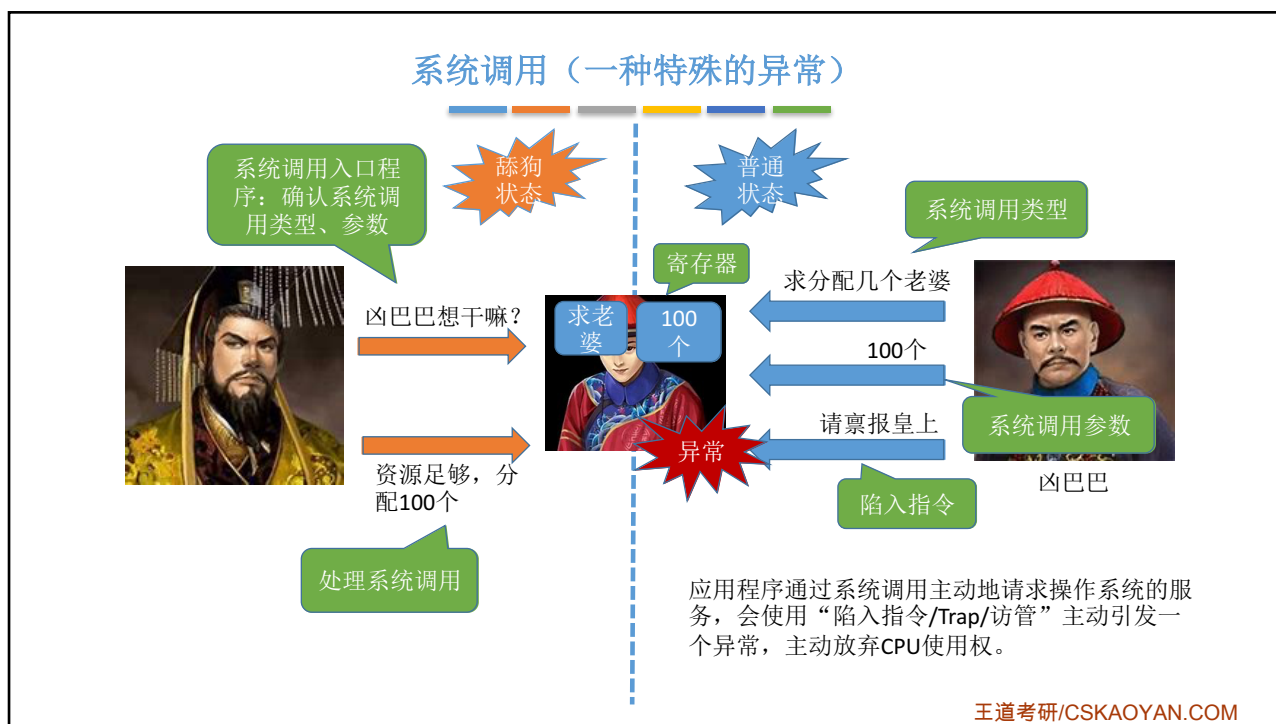 系统调用（一种特殊的异常）
系统调用入口程
序：确认系统调
用类型、参数
舔狗
状态
普通
状态
系统调用类型
寄存器
凶巴巴想干嘛？
求老
婆
100
个
求分配几个老婆
100个
系统调用参数
请禀报皇上
异常
凶巴巴
资源足够，分
配100个
陷入指令
处理系统调用
应用程序通过系统调用主动地请求操作系统的服
务，会使用“陷入指令/Trap/访管”主动引发一
个异常，主动放弃CPU使用权。
王道考研/CSKAOYAN.COM